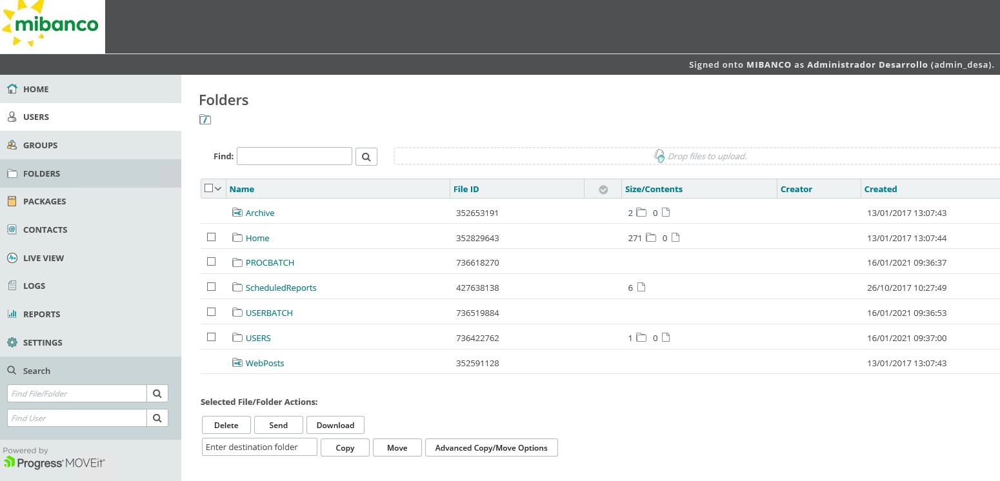 mibanco
Signed onto MIBANCO as Administrador Desarrollo (admin_desa).
HOME
USERS
GROUPS
FOLDERS
PACKAGES
CONTACTS
LIVE VIEW
LOGS
REPORTS
SETTINGS
Search
Find File/Folder
Find User
Powered by
Progress® MOVEit®
Folders
Find:
Drop files to upload.
Name File ID Size/Contents Creator Created
Archive 352653191 2 0 13/01/2017 13:07:43
Home 352829643 271 0 13/01/2017 13:07:44
PROCBATCH 736618270 16/01/2021 09:36:37
ScheduledReports 427638138 6 26/10/2017 10:27:49
USERBATCH 736519884 16/01/2021 09:36:53
USERS 736422762 1 0 16/01/2021 09:37:00
WebPosts 352591128 13/01/2017 13:07:43
Selected File/Folder Actions:
Delete Send Download
Enter destination folder Copy Move Advanced Copy/Move Options